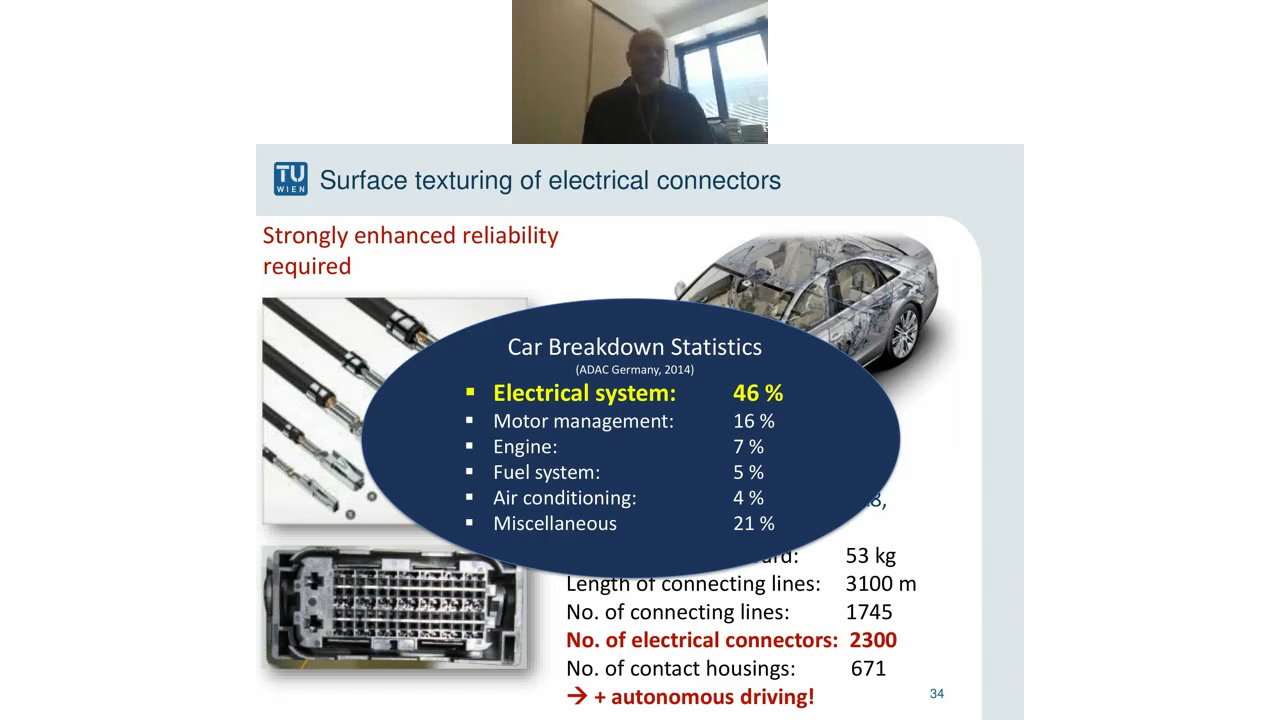 TU
WIEN
Surface texturing of electrical connectors
Strongly enhanced reliability
required
Car Breakdown Statistics
(ADAC Germany, 2014)
▪ Electrical system: 46 %
▪ Motor management: 16 %
▪ Engine: 7 %
▪ Fuel system: 5 %
▪ Air conditioning: 4 %
▪ Miscellaneous 21 %
53 kg
Length of connecting lines: 3100 m
No. of connecting lines: 1745
No. of electrical connectors: 2300
No. of contact housings: 671
→ + autonomous driving!
34